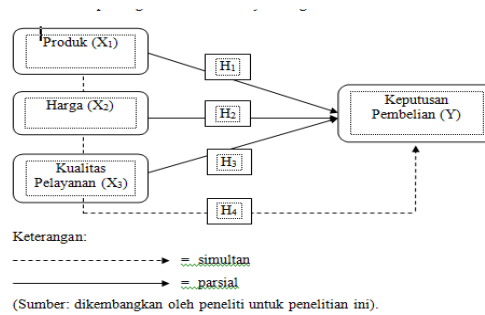 Produk (X1)
H1
Harga (X2)
H2
Keputusan
Pembelian (Y)
H3
Kualitas
Pelayanan (X3)
H4
Keterangan:
= simultan
= parsial
(Sumber: dikembangkan oleh peneliti untuk penelitian ini).